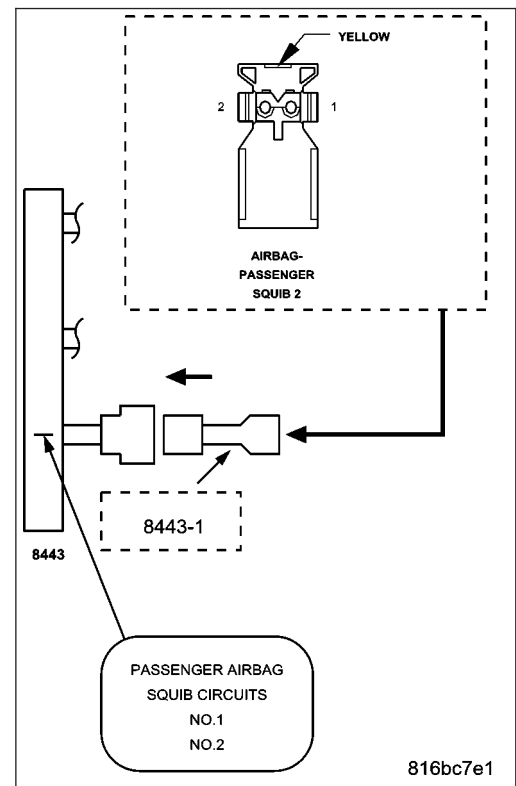 YELLOW
2
1
AIRBAG-
PASSENGER
SQUIB 2
8443-1
8443
PASSENGER AIRBAG
SQUIB CIRCUITS
NO.1
NO.2
816bc7e1